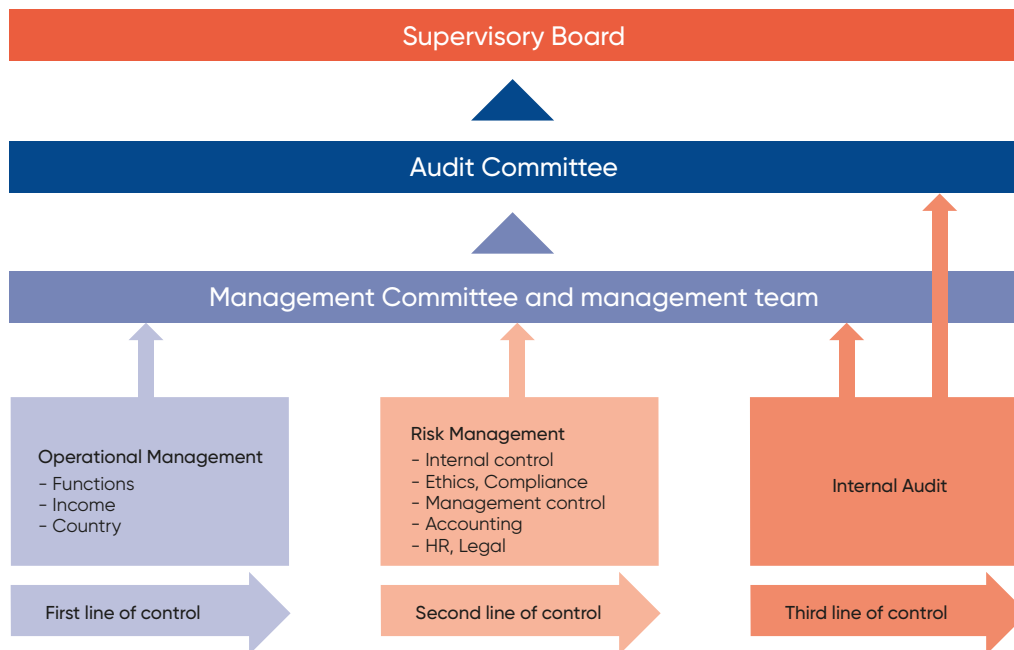 Supervisory Board
Audit Committee
Management Committee and management team
Operational Management
- Functions
- Income
- Country
Risk Management
- Internal control
- Ethics, Compliance
- Management control
- Accounting
- HR, Legal
Internal Audit
First line of control
Second line of control
Third line of control